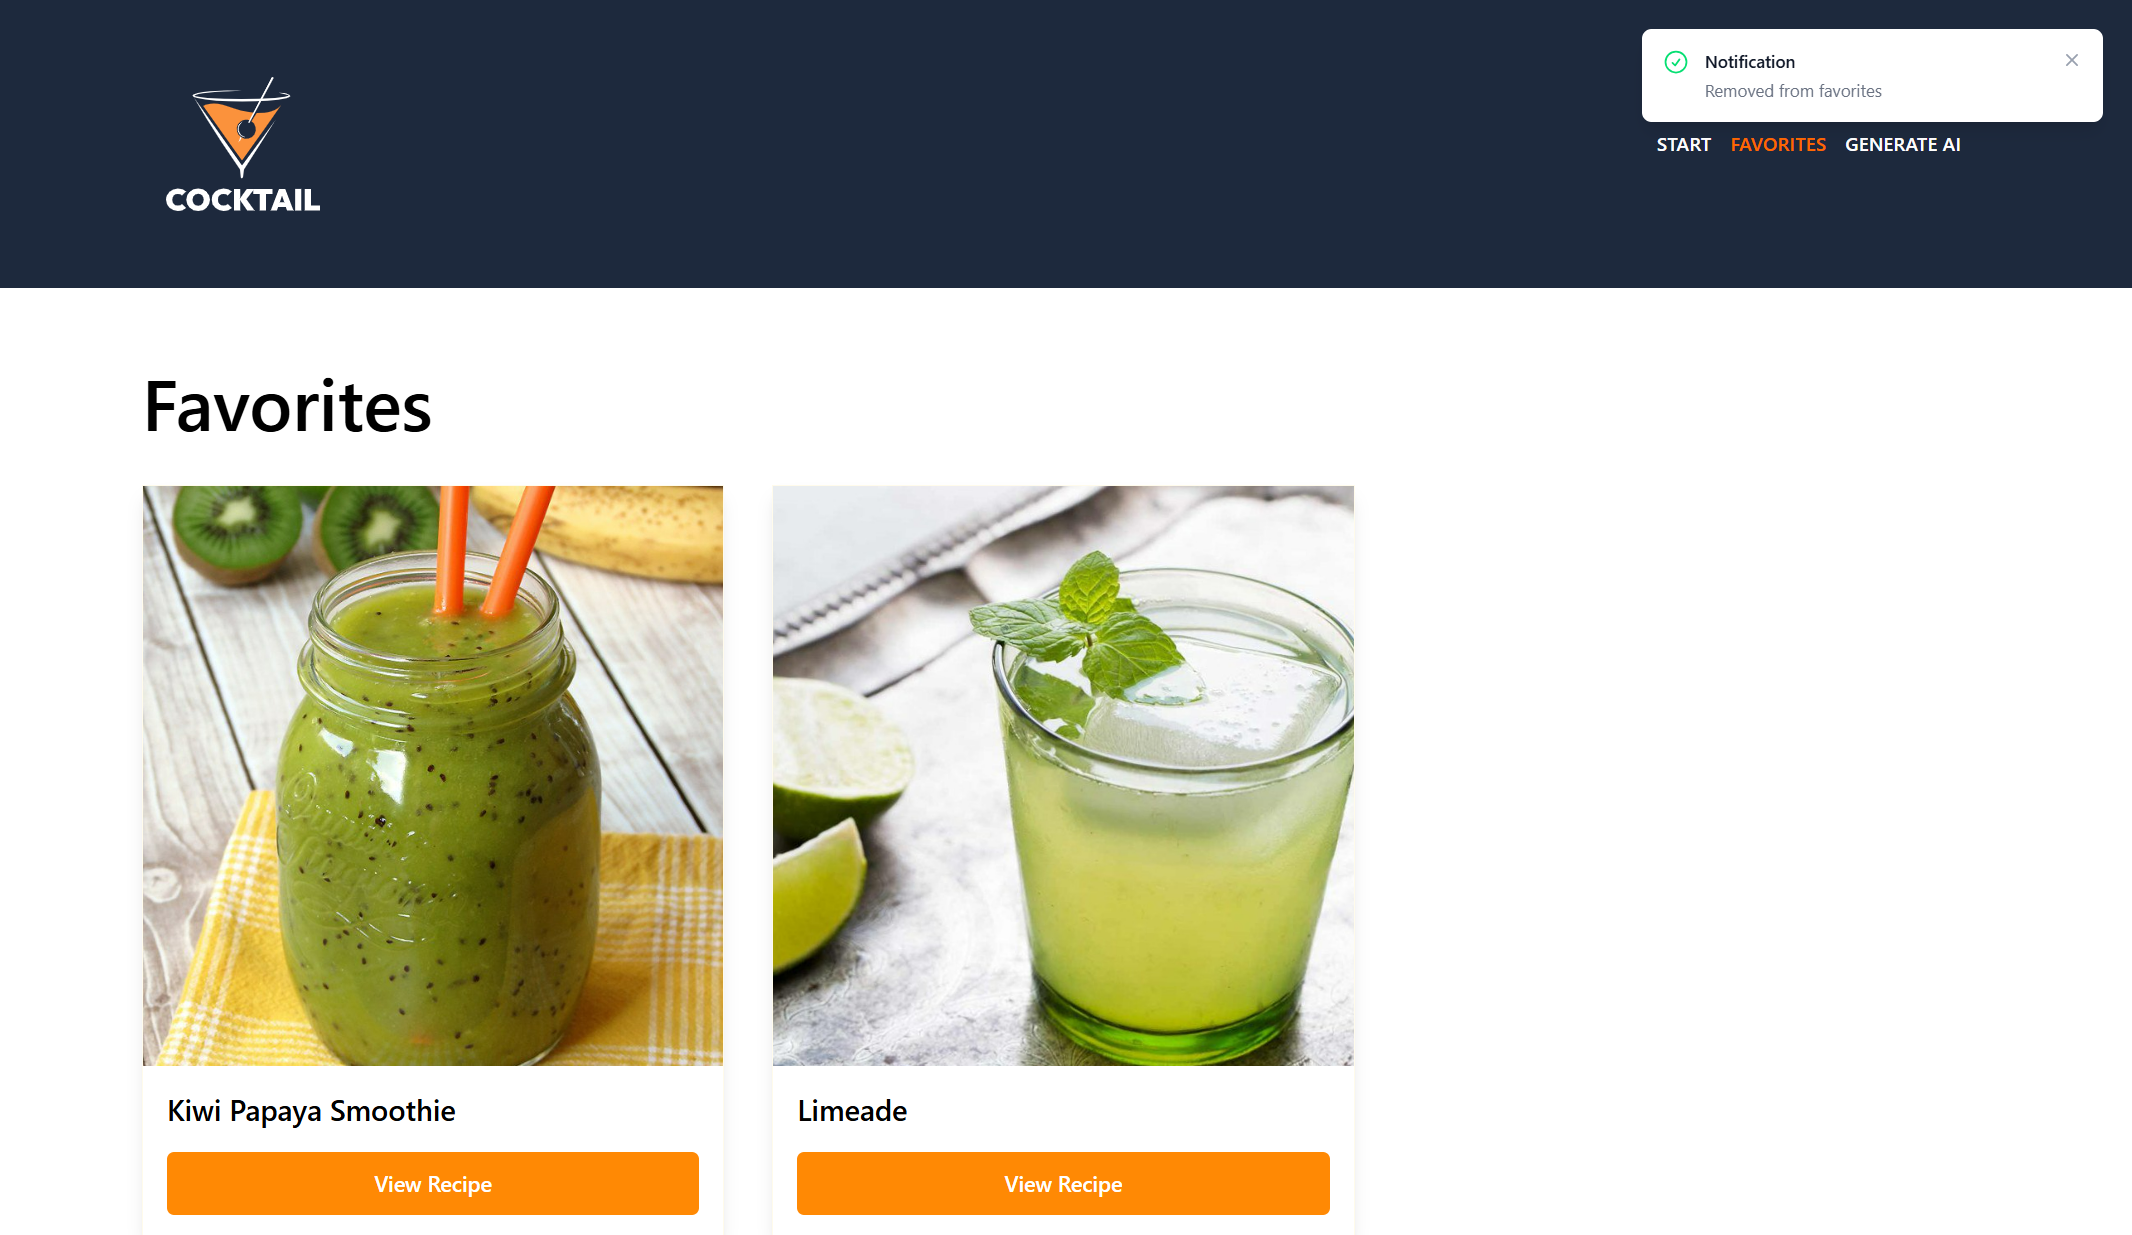 COCKTAIL
Notification
Removed from favorites
START FAVORITES GENERATE AI
Favorites
Kiwi Papaya Smoothie
View Recipe
Limeade
View Recipe